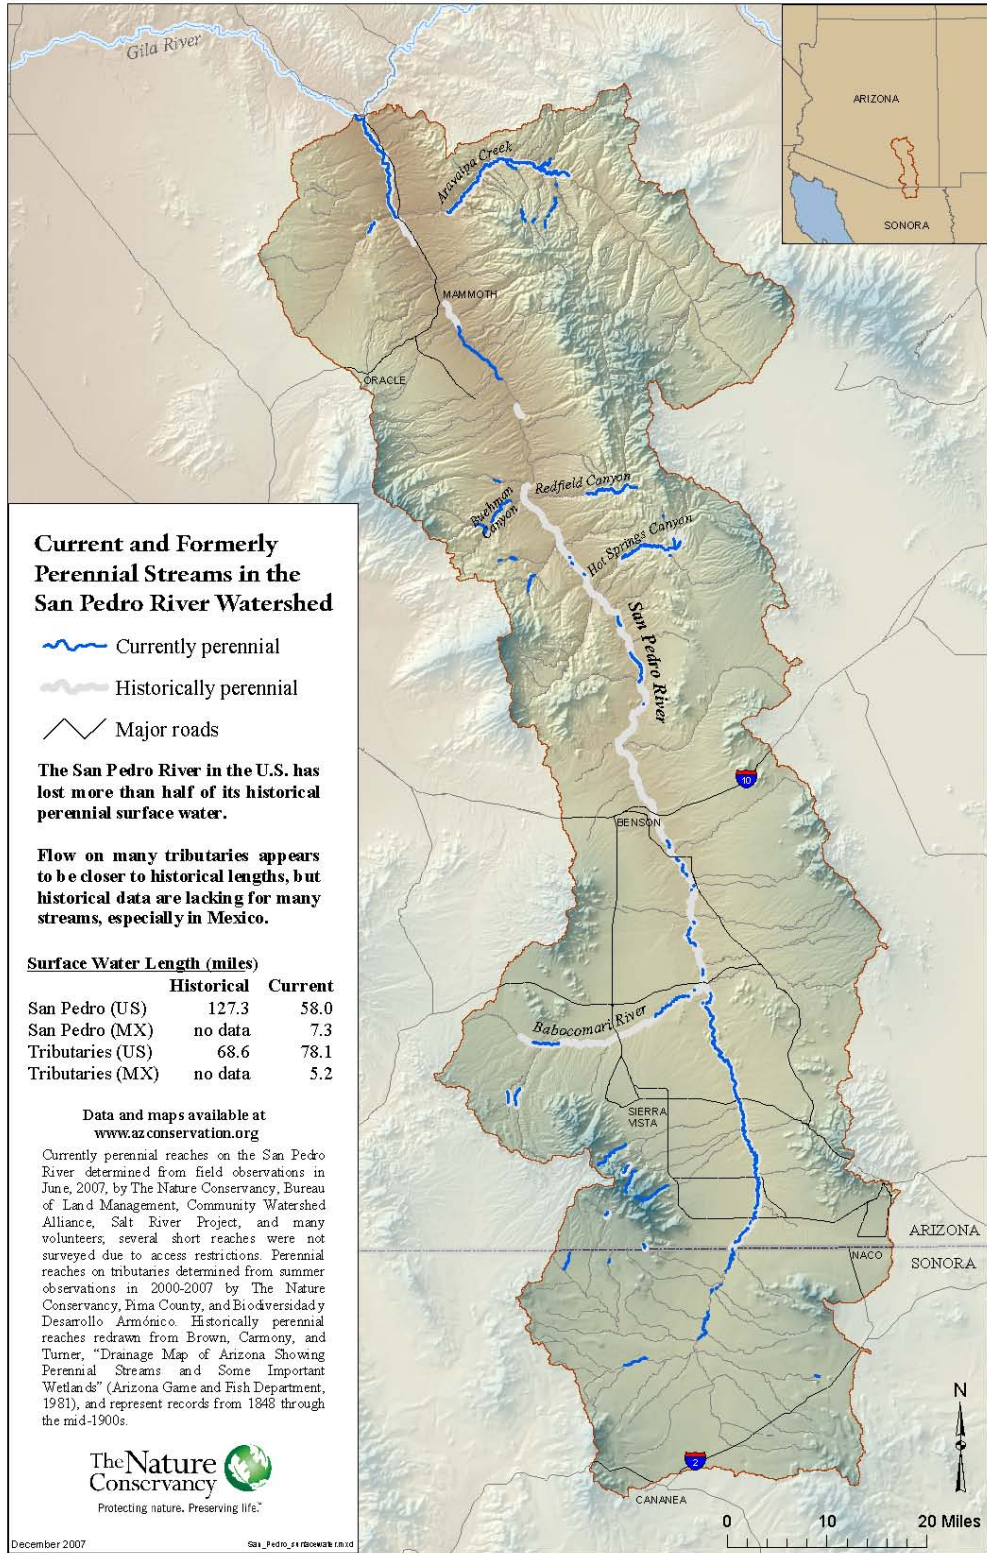 Gila River
ARIZONA
SONORA
Aravaipa Creek
MAMMOTH
ORACLE
Redfield Canyon
Buehman
Canyon
Hot Springs Canyon
San Pedro River
10
BENSON
Babocomari River
SIERRA
VISTA
ARIZONA
NACO
SONORA
2
CANANEA
N
0 10 20 Miles
Current and Formerly
Perennial Streams in the
San Pedro River Watershed
Currently perennial
Historically perennial
Major roads
The San Pedro River in the U.S. has
lost more than half of its historical
perennial surface water.
Flow on many tributaries appears
to be closer to historical lengths, but
historical data are lacking for many
streams, especially in Mexico.
Surface Water Length (miles)
Historical Current
San Pedro (US) 127.3 58.0
San Pedro (MX) no data 7.3
Tributaries (US) 68.6 78.1
Tributaries (MX) no data 5.2
Data and maps available at
www.azconservation.org
Currently perennial reaches on the San Pedro
River determined from field observations in
June, 2007, by The Nature Conservancy, Bureau
of Land Management, Community Watershed
Alliance, Salt River Project, and many
volunteers; several short reaches were not
surveyed due to access restrictions. Perennial
reaches on tributaries determined from summer
observations in 2000-2007 by The Nature
Conservancy, Pima County, and Biodiversidad y
Desarrollo Armónico. Historically perennial
reaches redrawn from Brown, Carmony, and
Turner, "Drainage Map of Arizona Showing
Perennial Streams and Some Important
Wetlands" (Arizona Game and Fish Department,
1981), and represent records from 1848 through
the mid-1900s.
The Nature
Conservancy
Protecting nature. Preserving life.™
December 2007
San_Pedro_surfacewater.mxd